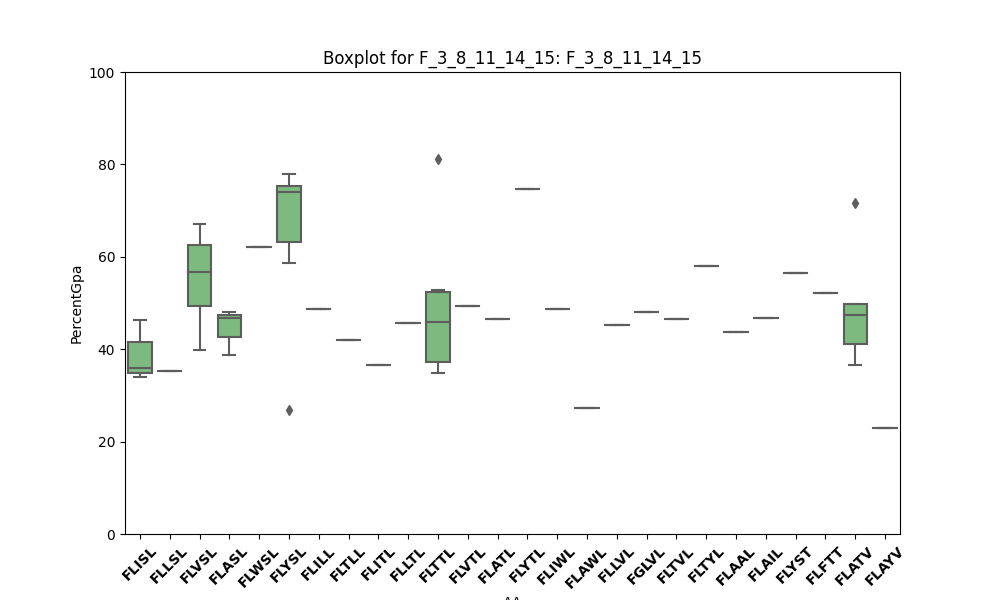 Boxplot for F_3_8_11_14_15: F_3_8_11_14_15
100
80
60
40
20
0
PercentGpa
FLISL
FLLSL
FLVSL
FLASL
FLWSL
FLYSL
FLILL
FLTLL
FLITL
FLLTL
FLTTL
FLVTL
FLATL
FLYTL
FLIWL
FLAWL
FLLVL
FGLVL
FLTVL
FLTYL
FLAAL
FLAIL
FLYST
FLFTT
FLATV
FLAYV